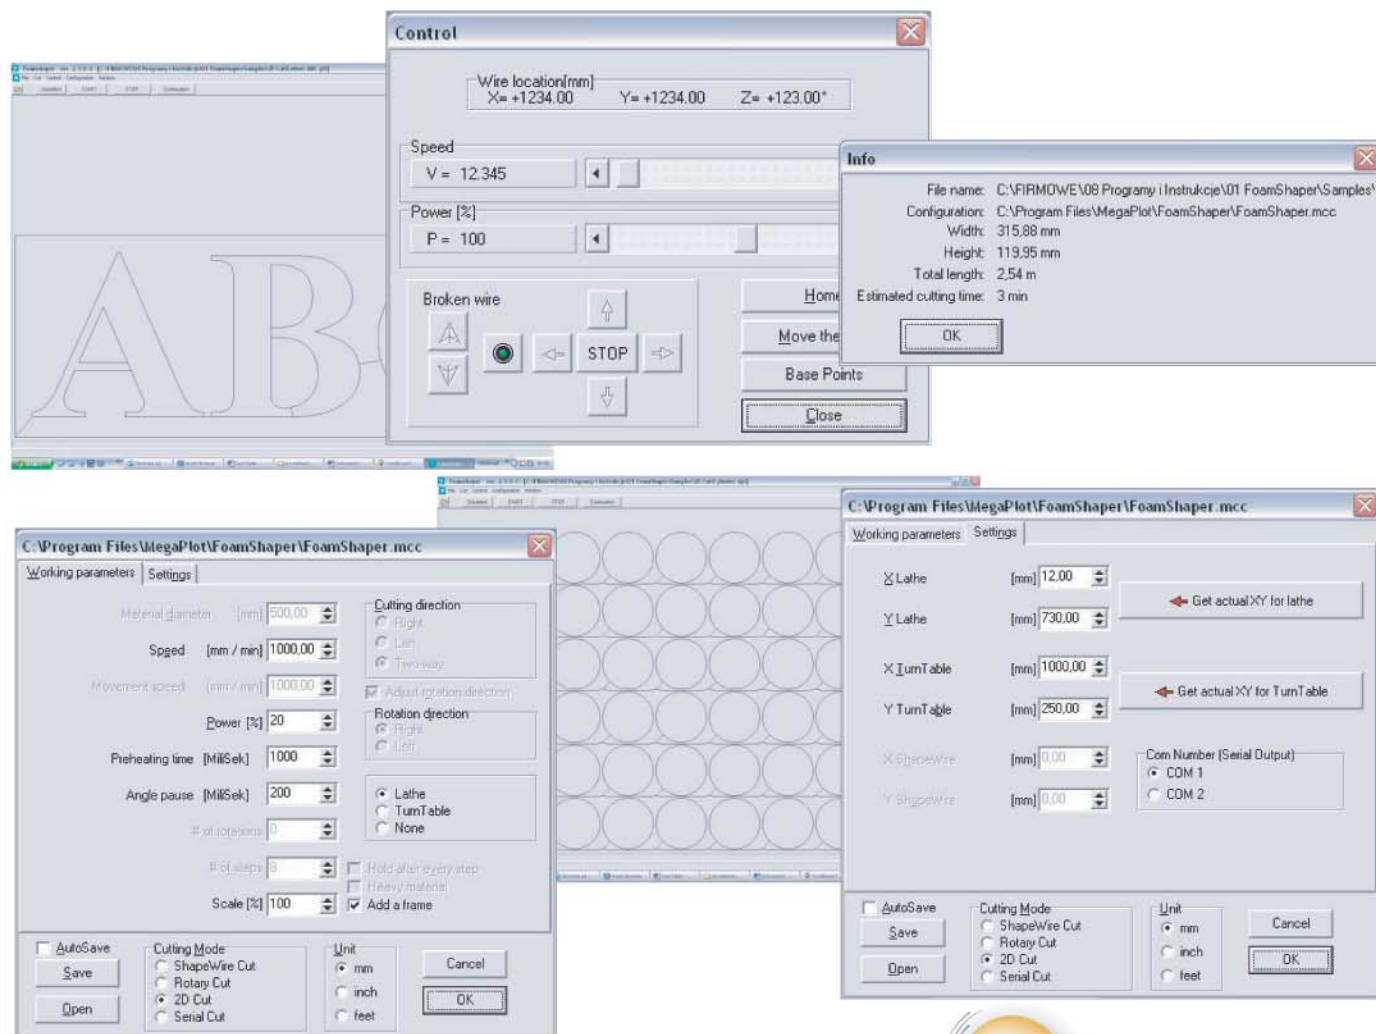 Control
Wire location[mm]
X= +1234.00 Y= +1234.00 Z= +123.00°
Speed
V = 12.345
Power [%]
P = 100
Broken wire
STOP
Home
Move the
Base Points
Close
Info
File name: C:\FIRMOWE\08 Programy i Instrukcje\01 FoamShaper\Samples\
Configuration: C:\Program Files\MegaPlot\FoamShaper\FoamShaper.mcc
Width: 315,88 mm
Height: 119,95 mm
Total length: 2,54 m
Estimated cutting time: 3 min
OK
START STOP
AB
C:\Program Files\MegaPlot\FoamShaper\FoamShaper.mcc
Working parameters Settings
Material diameter [mm] 500,00
Speed [mm / min] 1000,00
Movement speed [mm / min] 1000,00
Power [%] 20
Preheating time [MiliSek] 1000
Angle pause [MiliSek] 200
# of rotations 0
# of steps 8
Scale [%] 100
Cutting direction
Right
Left
Two-way
Adjust rotation direction
Rotation direction
Right
Left
Lathe
TurnTable
None
Hold after every step
Heavy material
Add a frame
AutoSave
Save
Open
Cutting Mode
ShapeWire Cut
Rotary Cut
2D Cut
Serial Cut
Unit
mm
inch
feet
Cancel
OK
START STOP
C:\Program Files\MegaPlot\FoamShaper\FoamShaper.mcc
Working parameters Settings
X Lathe [mm] 12,00
Y Lathe [mm] 730,00
Get actual XY for lathe
X TurnTable [mm] 1000,00
Y TurnTable [mm] 250,00
Get actual XY for TurnTable
X ShapeWire [mm] 0,00
Y ShapeWire [mm] 0,00
Com Number (Serial Output)
COM 1
COM 2
AutoSave
Save
Open
Cutting Mode
ShapeWire Cut
Rotary Cut
2D Cut
Serial Cut
Unit
mm
inch
feet
Cancel
OK